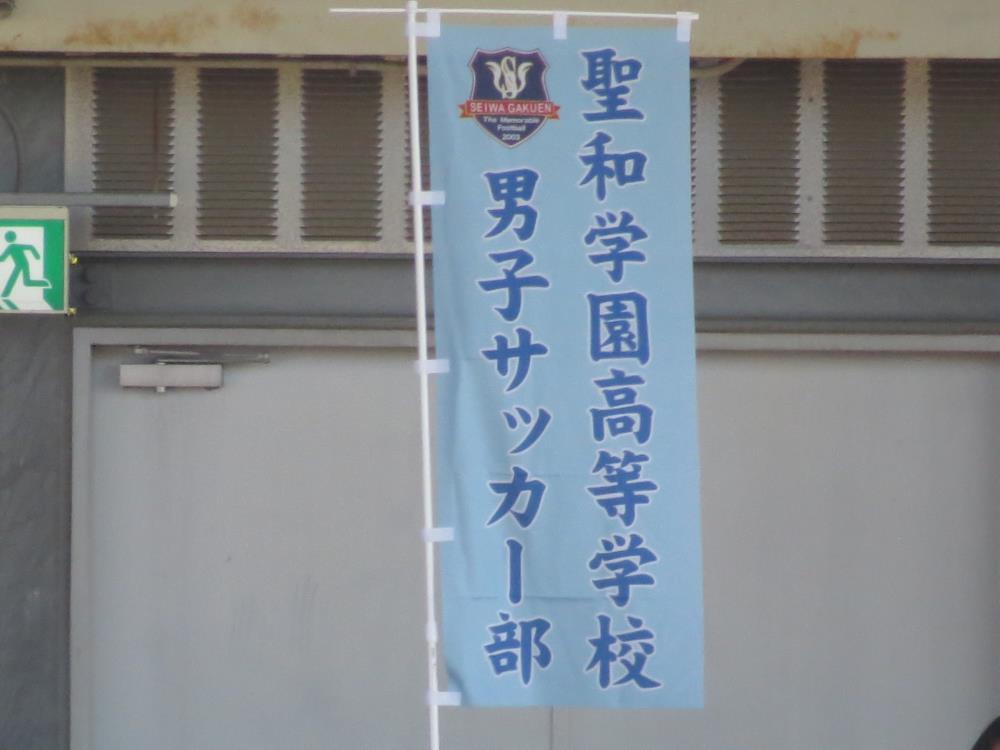 聖和学園高等学校
男子サッカー部
SEIWA GAKUEN
The Memorable
Football
2003